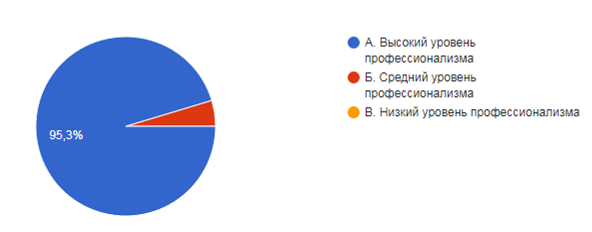 95,3%
А. Высокий уровень
профессионализма
Б. Средний уровень
профессионализма
В. Низкий уровень профессионализма